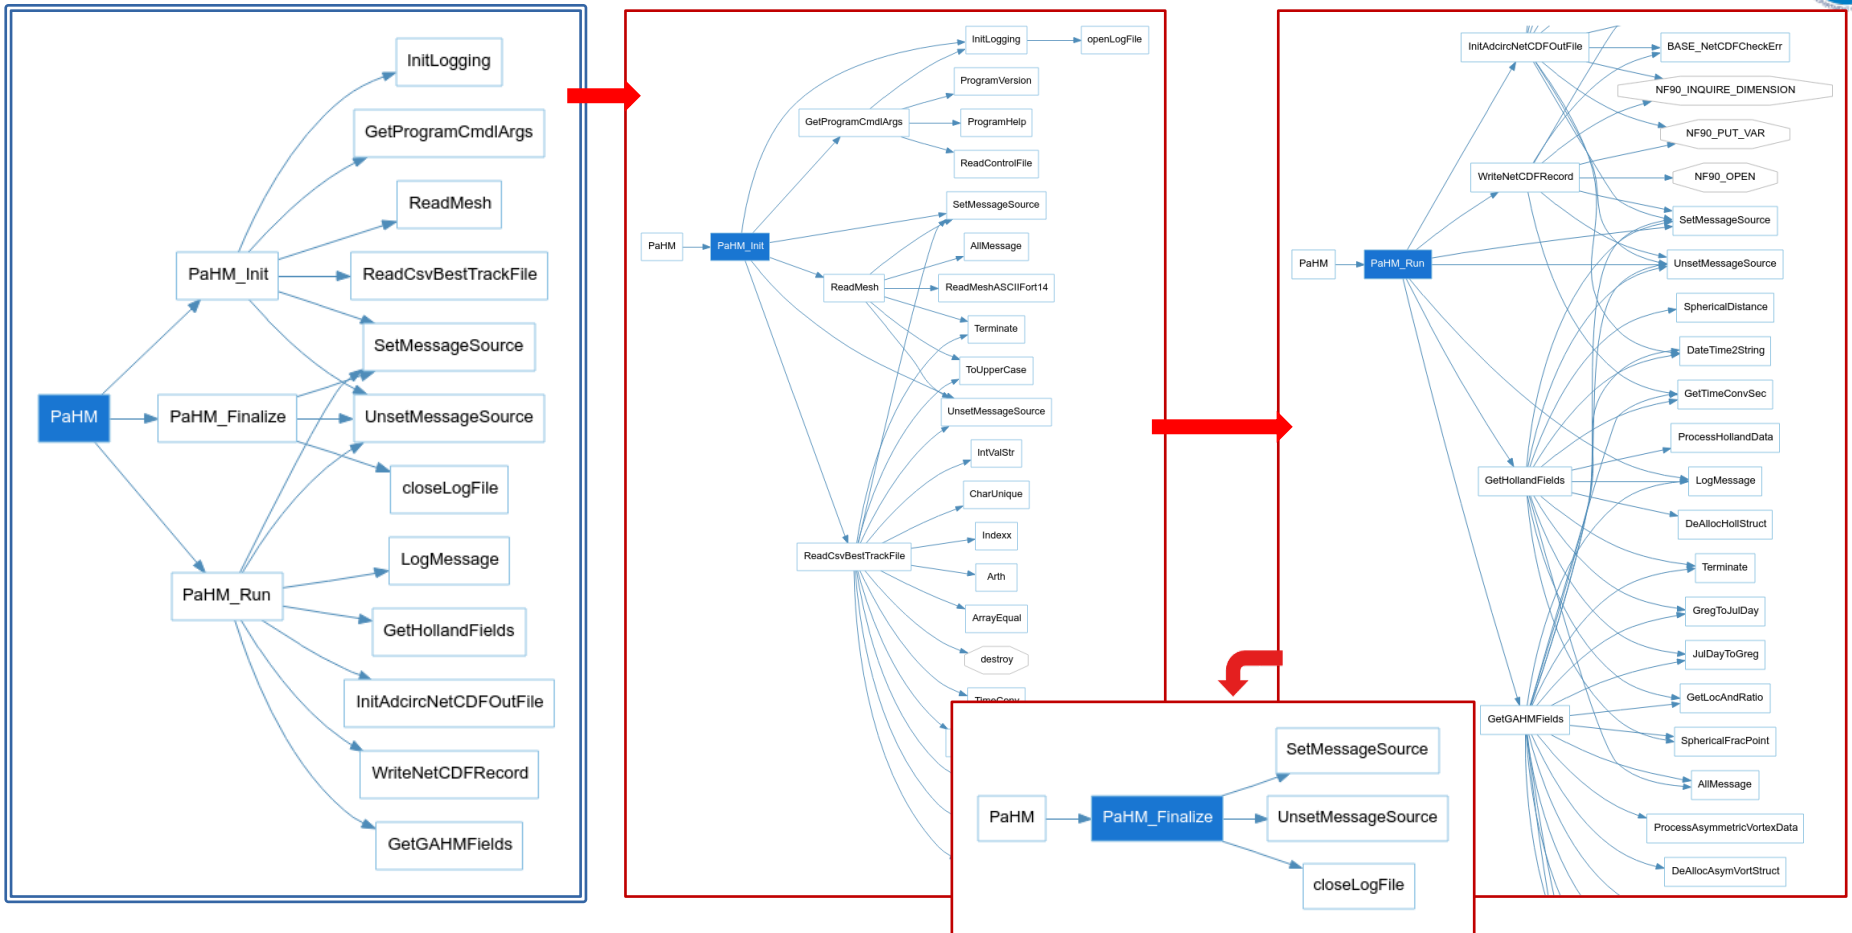 InitLogging
GetProgramCmdlArgs
ReadMesh
PaHM_Init
ReadCsvBestTrackFile
SetMessageSource
PaHM
PaHM_Finalize
UnsetMessageSource
closeLogFile
LogMessage
PaHM_Run
GetHollandFields
InitAdcircNetCDFOutFile
WriteNetCDFRecord
GetGAHMFields
InitLogging
openLogFile
ProgramVersion
GetProgramCmdlArgs
ProgramHelp
ReadControlFile
SetMessageSource
PaHM
PaHM_Init
AllMessage
ReadMesh
ReadMeshASCIIFort14
Terminate
ToUpperCase
UnsetMessageSource
IntValStr
CharUnique
Indexx
ReadCsvBestTrackFile
Arth
ArrayEqual
destroy
TimeConv
SetMessageSource
PaHM
PaHM_Finalize
UnsetMessageSource
closeLogFile
InitAdcircNetCDFOutFile
BASE_NetCDFCheckErr
NF90_INQUIRE_DIMENSION
NF90_PUT_VAR
WriteNetCDFRecord
NF90_OPEN
SetMessageSource
PaHM
PaHM_Run
UnsetMessageSource
SphericalDistance
DateTime2String
GetTimeConvSec
ProcessHollandData
GetHollandFields
LogMessage
DeAllocHollStruct
Terminate
GregToJulDay
JulDayToGreg
GetLocAndRatio
GetGAHMFields
SphericalFracPoint
AllMessage
ProcessAsymmetricVortexData
DeAllocAsymVortStruct